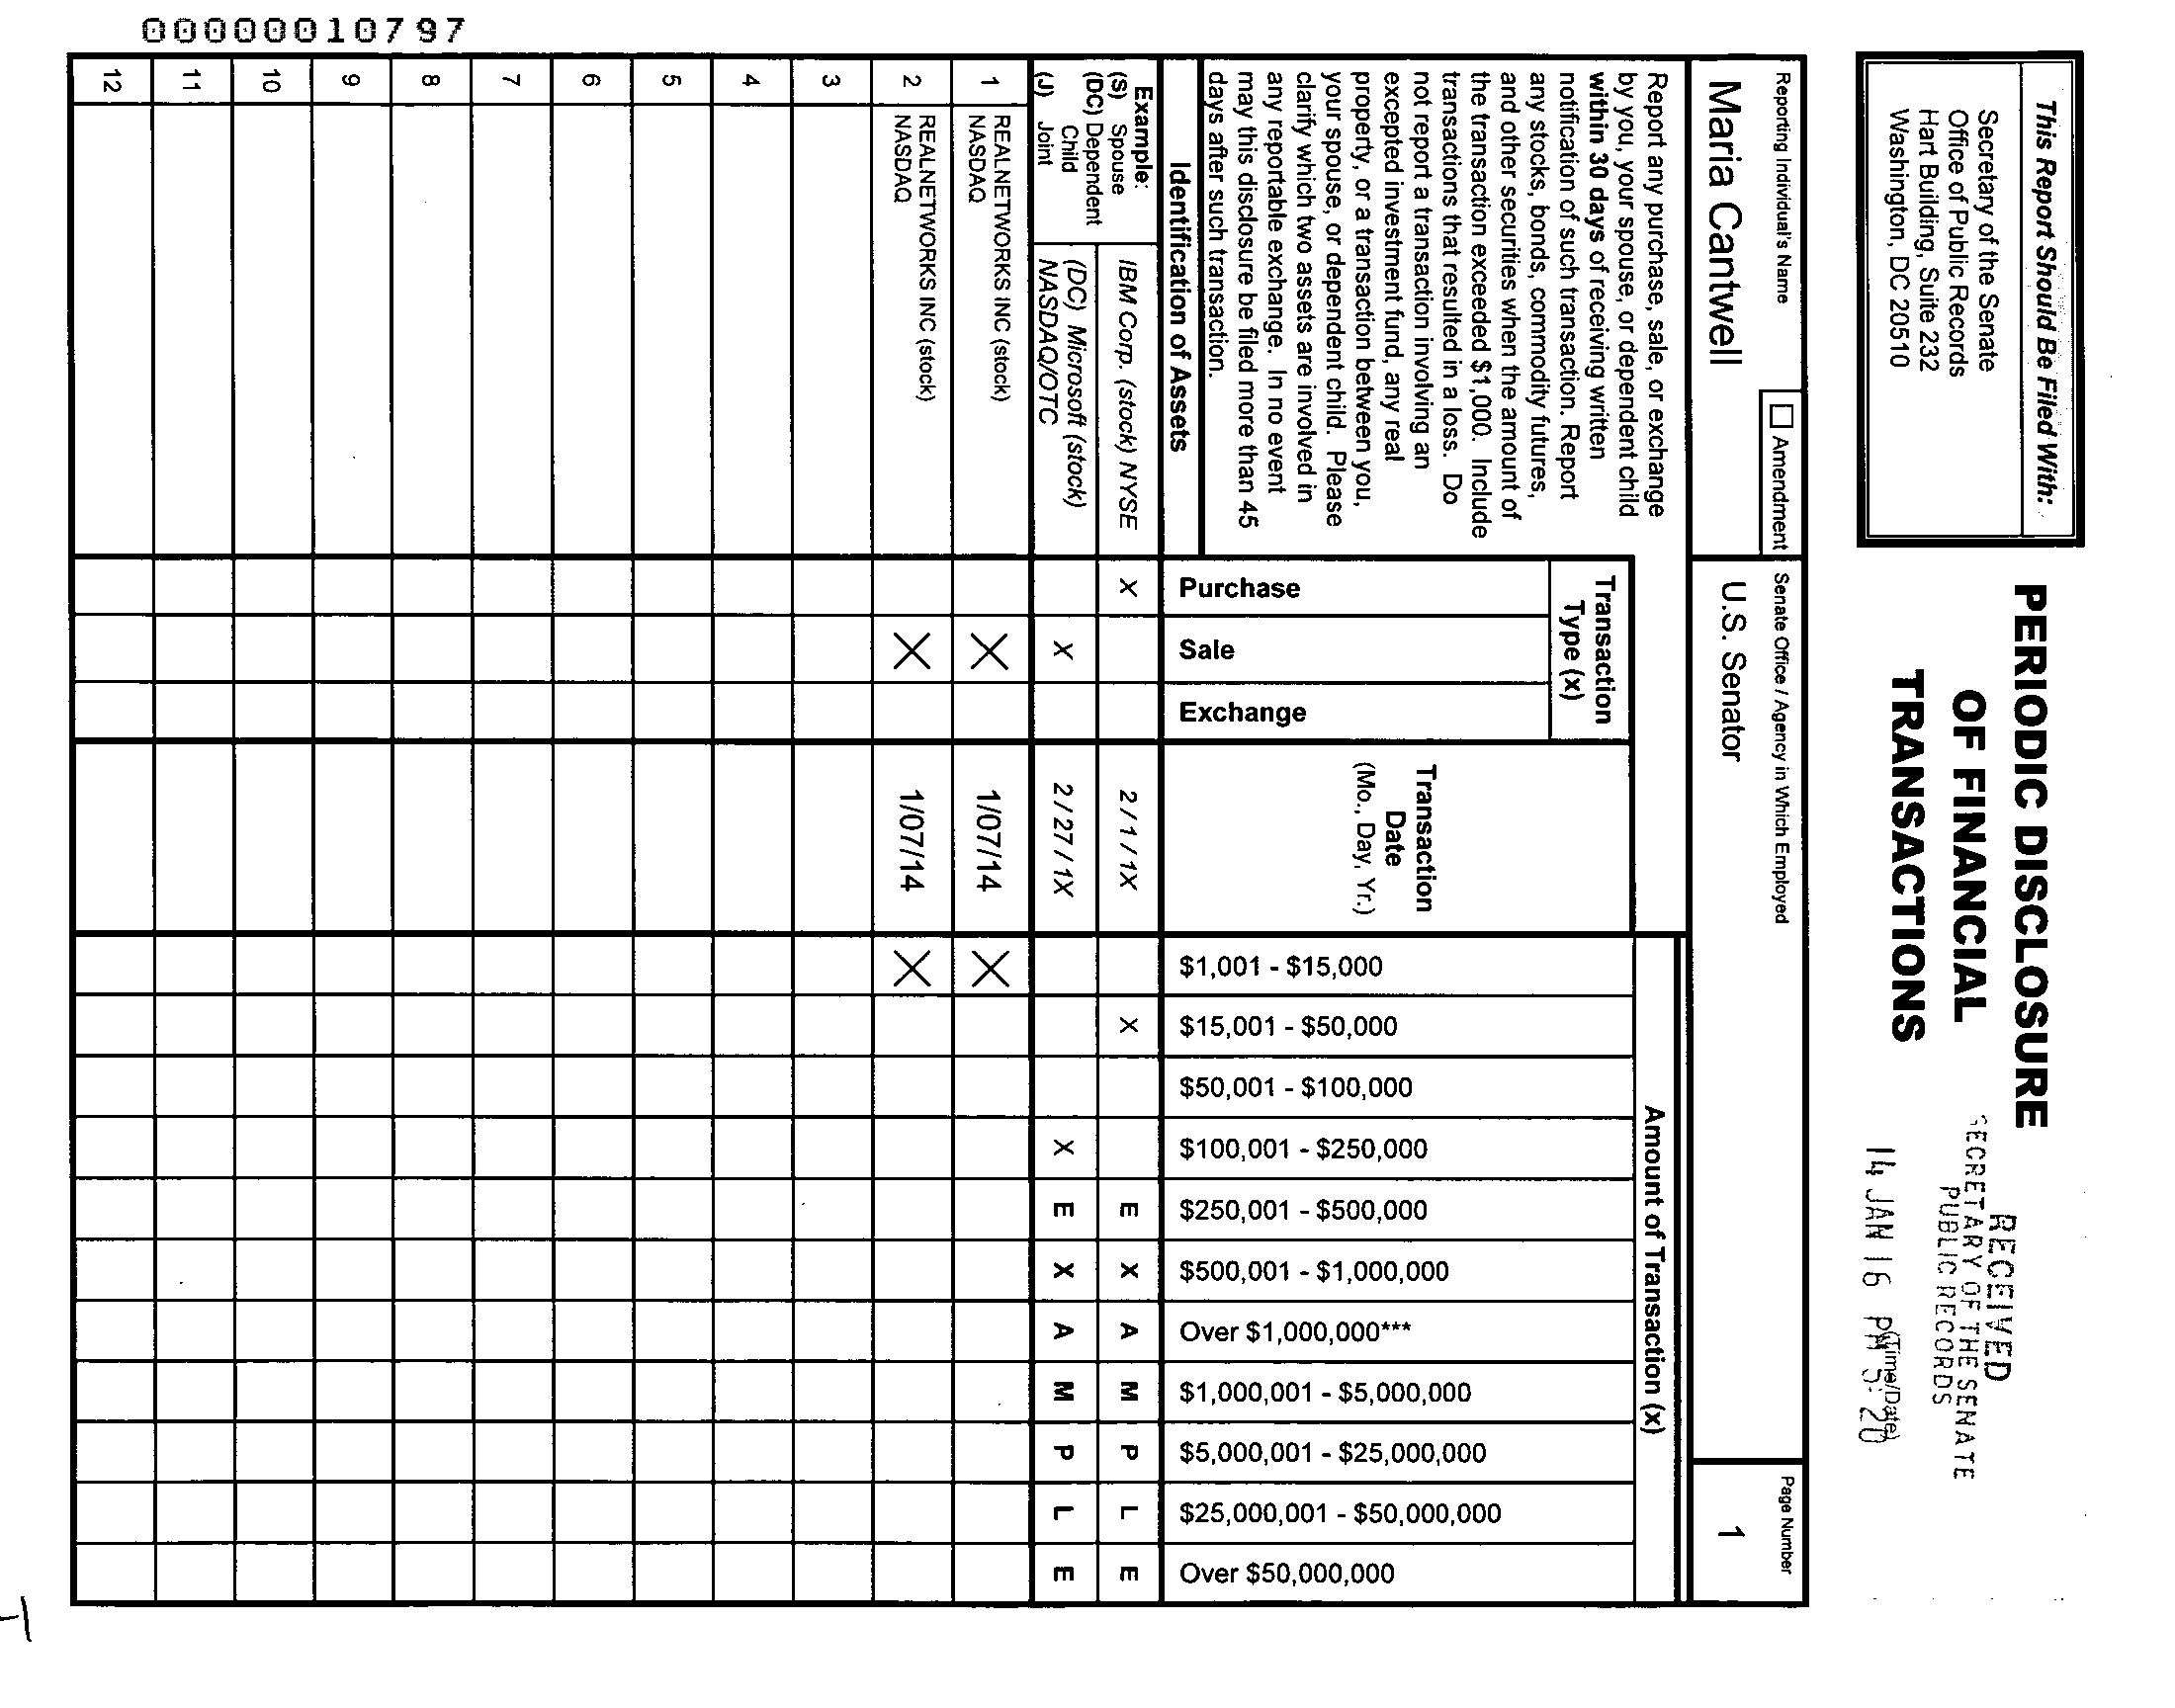 00000010797
This Report Should Be Filed With:
Secretary of the Senate
Office of Public Records
Hart Building, Suite 232
Washington, DC 20510
PERIODIC DISCLOSURE
OF FINANCIAL
TRANSACTIONS
RECEIVED
SECRETARY OF THE SENATE
PUBLIC RECORDS
(Time/Date)
14 JAN 16 PM 5:20
Reporting Individual's Name
☐ Amendment
Maria Cantwell
Senate Office / Agency in Which Employed
U.S. Senator
Page Number
1
Report any purchase, sale, or exchange
by you, your spouse, or dependent child
within 30 days of receiving written
notification of such transaction. Report
any stocks, bonds, commodity futures,
and other securities when the amount of
the transaction exceeded $1,000. Include
transactions that resulted in a loss. Do
not report a transaction involving an
excepted investment fund, any real
property, or a transaction between you,
your spouse, or dependent child. Please
clarify which two assets are involved in
any reportable exchange. In no event
may this disclosure be filed more than 45
days after such transaction.
Identification of Assets
Transaction
Type (x)
Purchase
Sale
Exchange
Transaction
Date
(Mo., Day, Yr.)
Amount of Transaction (x)
$1,001 - $15,000
$15,001 - $50,000
$50,001 - $100,000
$100,001 - $250,000
$250,001 - $500,000
$500,001 - $1,000,000
Over $1,000,000***
$1,000,001 - $5,000,000
$5,000,001 - $25,000,000
$25,000,001 - $50,000,000
Over $50,000,000
Example:
(S) Spouse
(DC) Dependent
Child
(J) Joint
IBM Corp. (stock) NYSE X 2 / 1 / 1X X E X A M P L E
(DC) Microsoft (stock)
NASDAQ/OTC X 2 / 27 / 1X X E X A M P L E
1 REALNETWORKS INC (stock)
NASDAQ X 1/07/14 X
2 REALNETWORKS INC (stock)
NASDAQ X 1/07/14 X
3
4
5
6
7
8
9
10
11
12